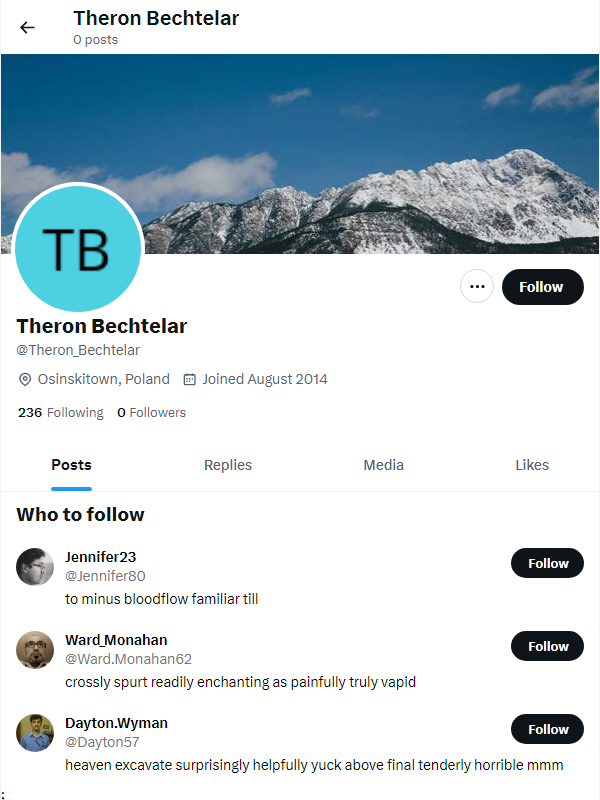 Theron Bechtelar
0 posts
TB
Follow
Theron Bechtelar
@Theron_Bechtelar
Osinskitown, Poland Joined August 2014
236 Following 0 Followers
Posts Replies Media Likes
Who to follow
Jennifer23
@Jennifer80
Follow
to minus bloodflow familiar till
Ward_Monahan
@Ward.Monahan62
Follow
crossly spurt readily enchanting as painfully truly vapid
Dayton.Wyman
@Dayton57
Follow
heaven excavate surprisingly helpfully yuck above final tenderly horrible mmm
: